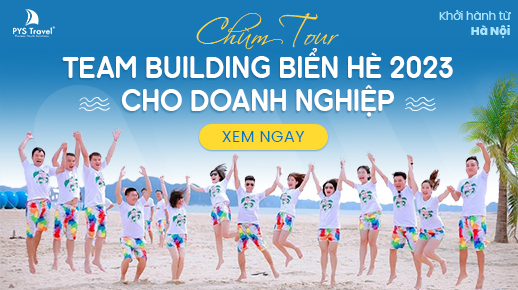 PYS Travel®
Khởi hành từ
Hà Nội
Chùm Tour
TEAM BUILDING BIỂN HÈ 2023
CHO DOANH NGHIỆP
XEM NGAY